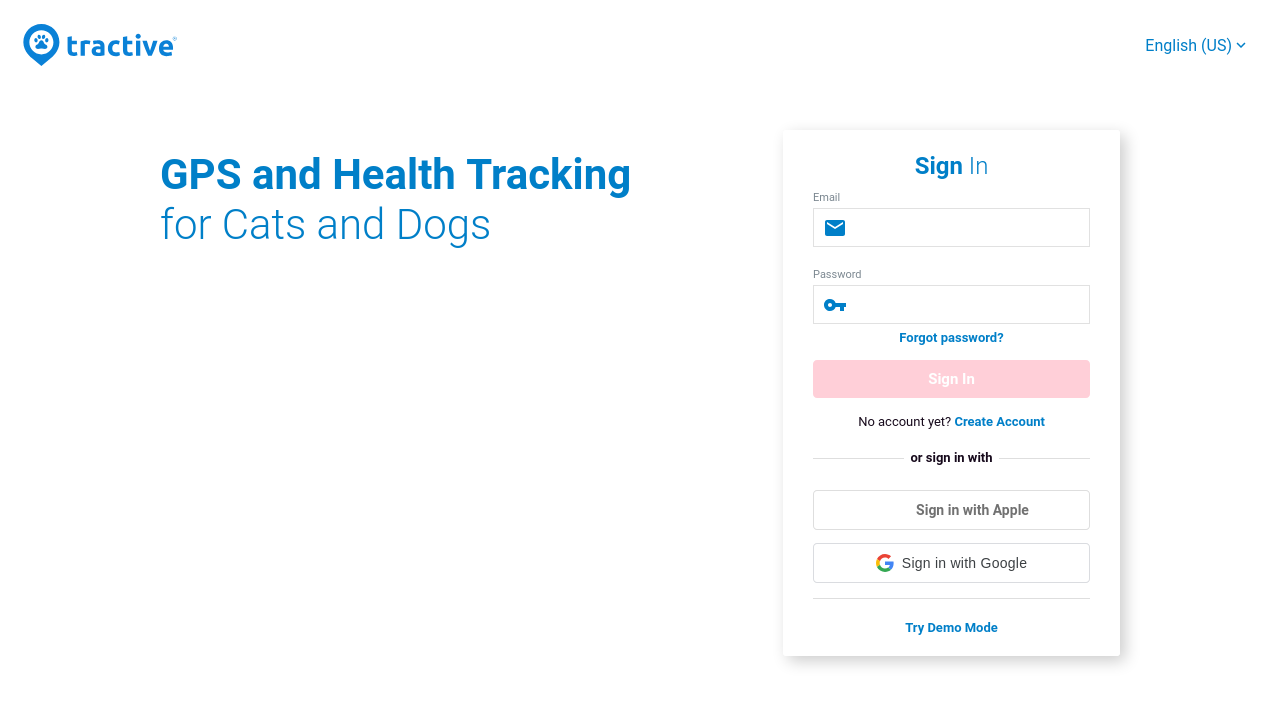 tractive
English (US)
GPS and Health Tracking
for Cats and Dogs
Sign In
Email
Password
Forgot password?
Sign In
No account yet? Create Account
or sign in with
Sign in with Apple
Sign in with Google
Try Demo Mode